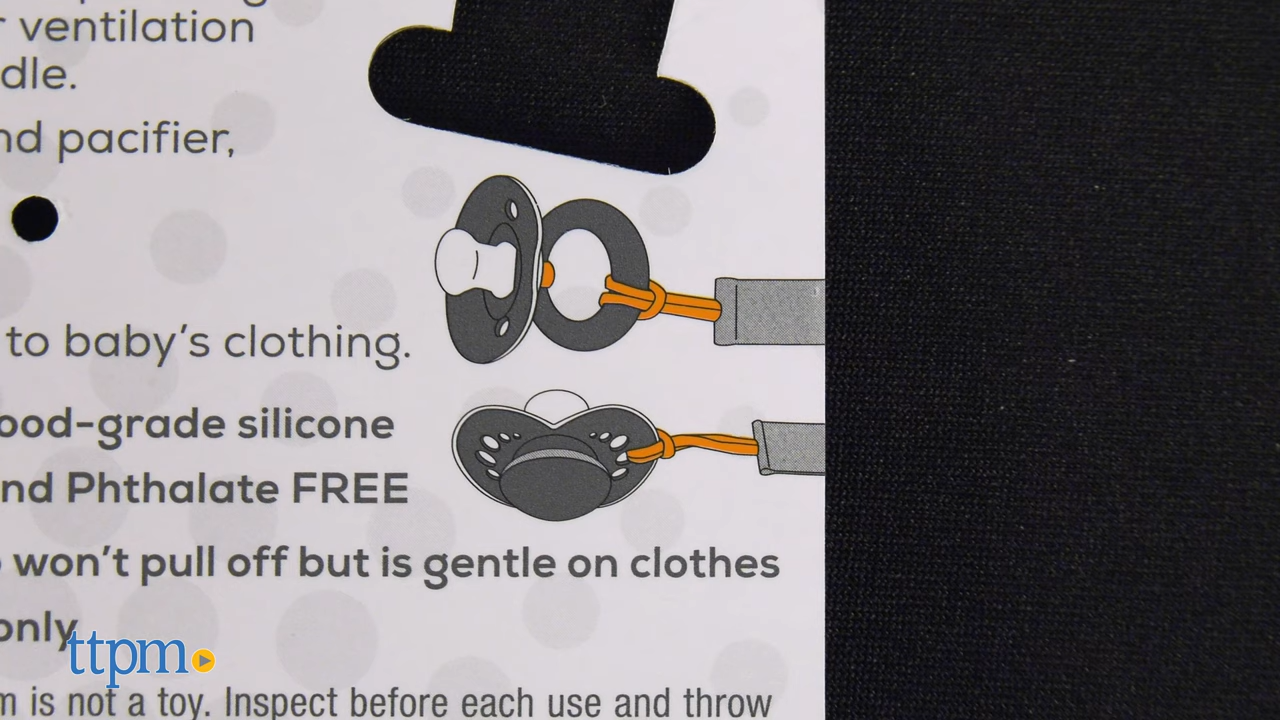 r ventilation
dle.
nd pacifier,
to baby's clothing.
ood-grade silicone
nd Phthalate FREE
won't pull off but is gentle on clothes
only
ttpm
m is not a toy. Inspect before each use and throw